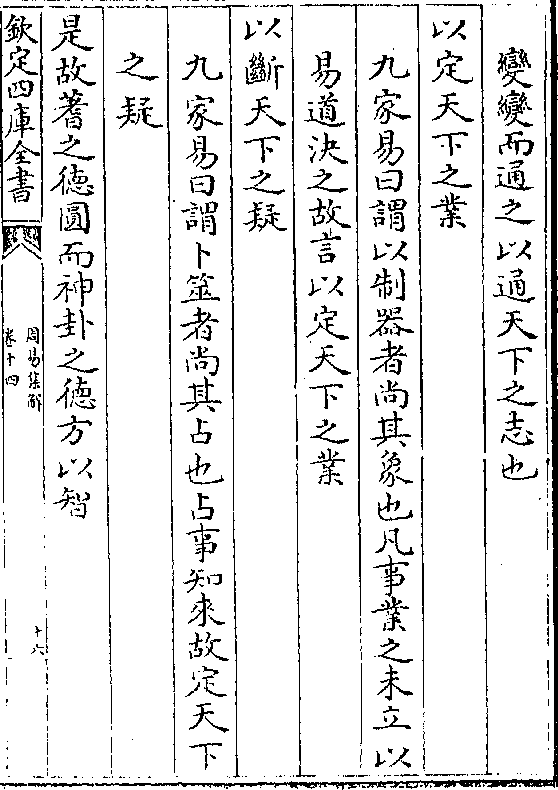 變變而通之以通天下之志也
以定天下之業
九家易曰謂以制器者尚其象也凡事業之未立以
易道決之故言以定天下之業
以斷天下之疑
九家易曰謂卜筮者尚其占也占事知來故定天下
之疑
是故蓍之德圓而神卦之德方以智
欽定四庫全書
周易集解
卷十四
十六